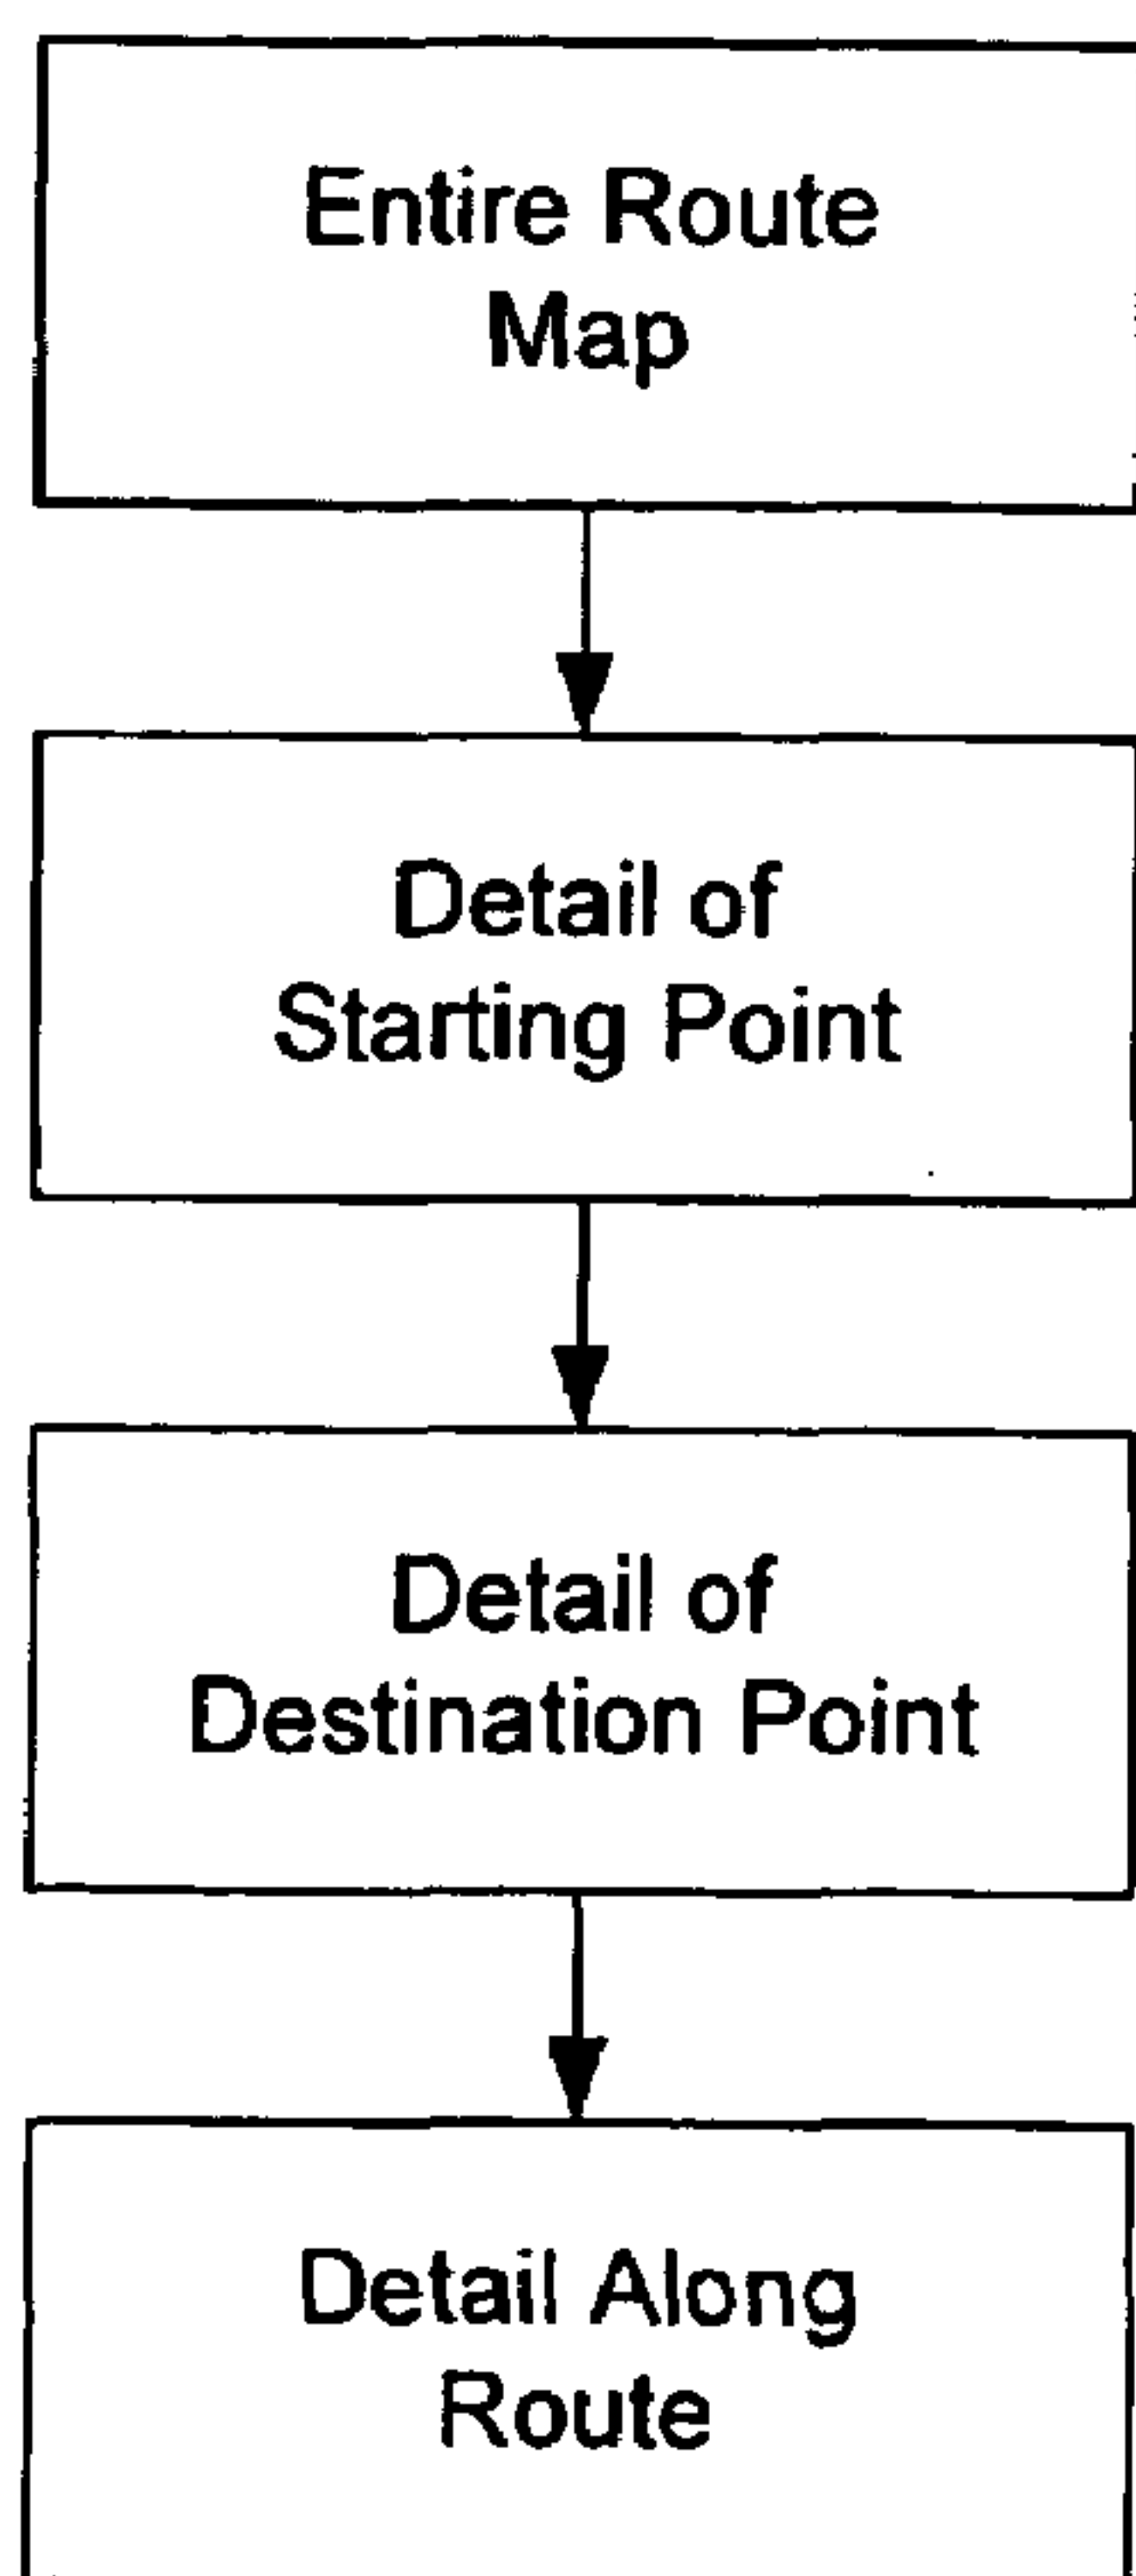 Entire Route
Map
Detail of
Starting Point
Detail of
Destination Point
Detail Along
Route